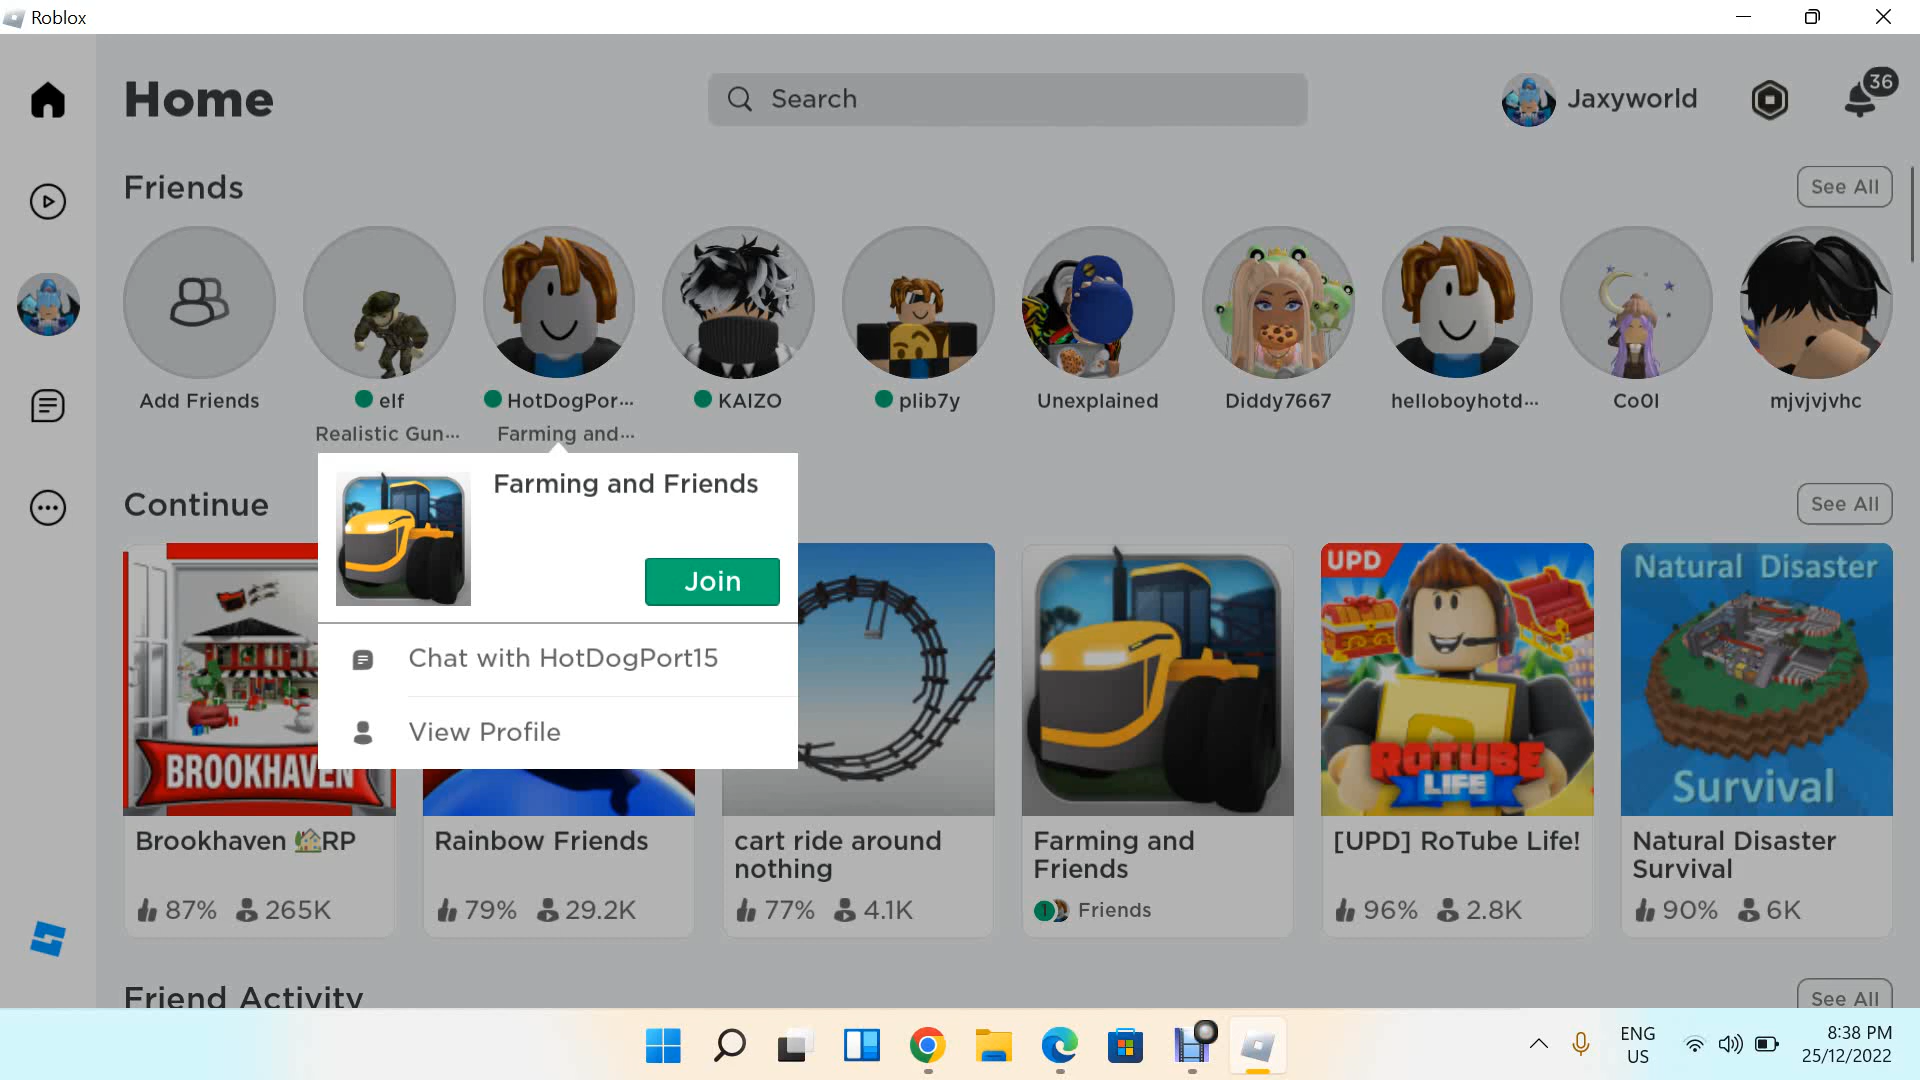 Roblox
Home
Search
Jaxyworld
36
Friends
See All
Add Friends
elf
HotDogPor...
KAIZO
plib7y
Unexplained
Diddy7667
helloboyhotd...
Co0l
mjvjvjvhc
Realistic Gun...
Farming and...
Continue
See All
Farming and Friends
Join
Chat with HotDogPort15
View Profile
BROOKHAVEN
UPD
ROTUBE
LIFE
Natural Disaster
Survival
Brookhaven 🏡RP
87% 265K
Rainbow Friends
79% 29.2K
cart ride around
nothing
77% 4.1K
Farming and
Friends
1 Friends
[UPD] RoTube Life!
96% 2.8K
Natural Disaster
Survival
90% 6K
Friend Activity
See All
ENG
US
8:38 PM
25/12/2022